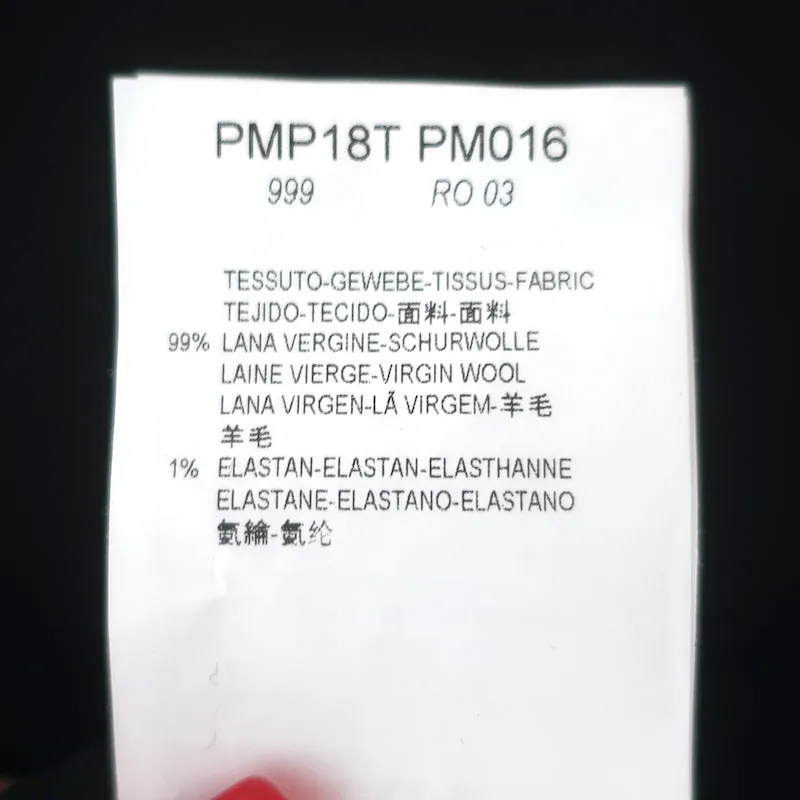 PMP18T PM016
999 RO 03
TESSUTO-GEWEBE-TISSUS-FABRIC
TEJIDO-TECIDO-面料-面料
99% LANA VERGINE-SCHURWOLLE
LAINE VIERGE-VIRGIN WOOL
LANA VIRGEN-LÃ VIRGEM-羊毛
羊毛
1% ELASTAN-ELASTAN-ELASTHANNE
ELASTANE-ELASTANO-ELASTANO
氨綸-氨纶